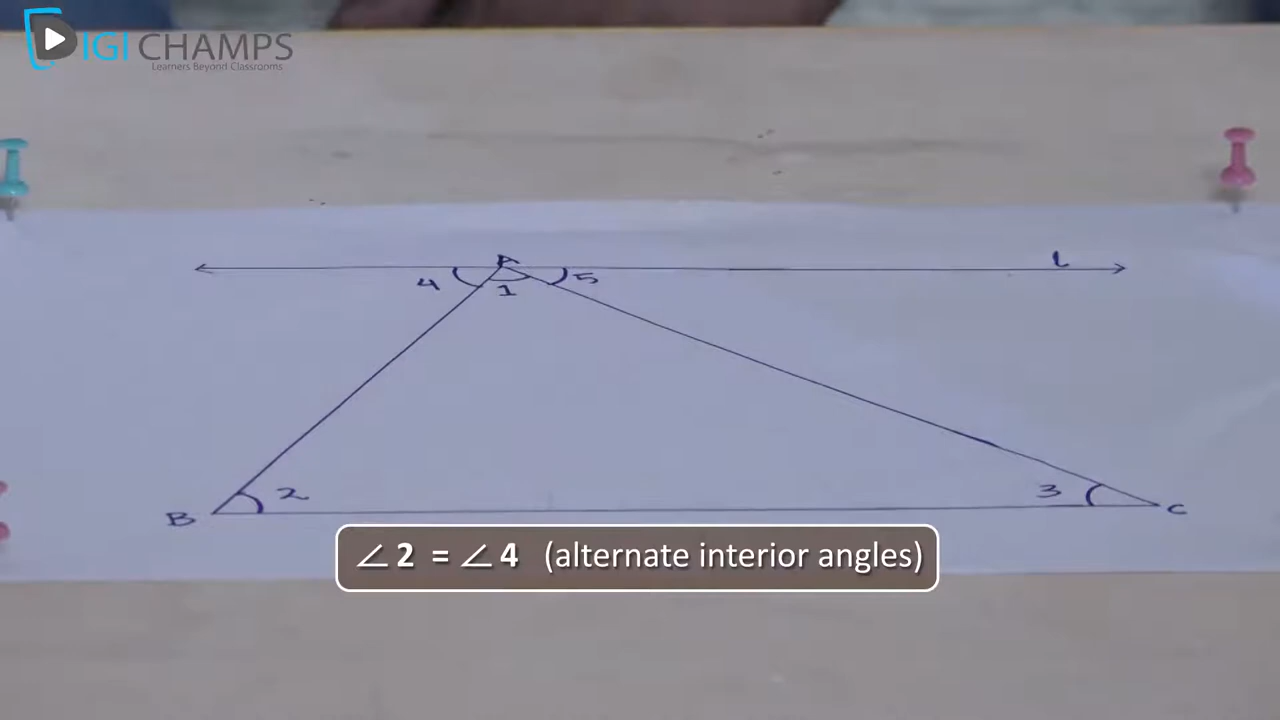 DIGI CHAMPS
Learners Beyond Classrooms
A
l
4
1
5
2
3
B
C
∠2 = ∠4 (alternate interior angles)